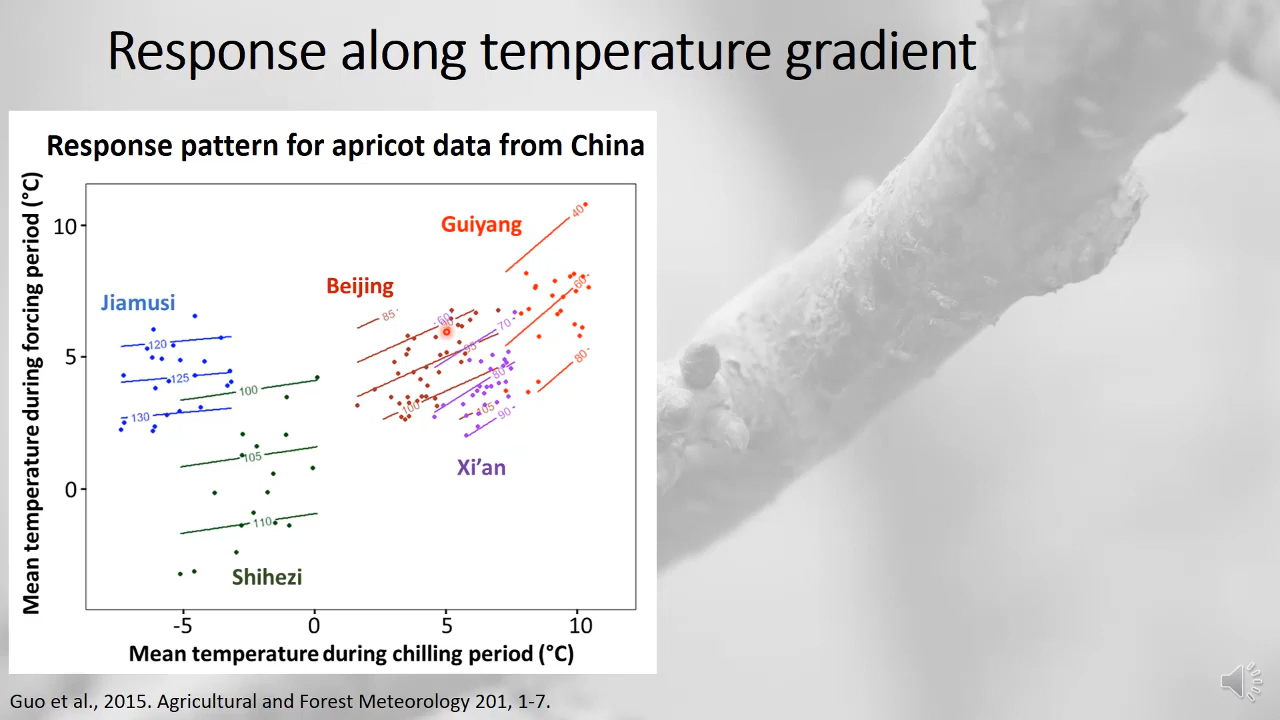 Response along temperature gradient
Response pattern for apricot data from China
Mean temperature during forcing period (°C)
10
5
0
Guiyang
40
60
80
Beijing
85
95
100
105
Jiamusi
120
125
130
100
105
110
Shihezi
60
70
80
90
Xi'an
-5
0
5
10
Mean temperature during chilling period (°C)
Guo et al., 2015. Agricultural and Forest Meteorology 201, 1-7.